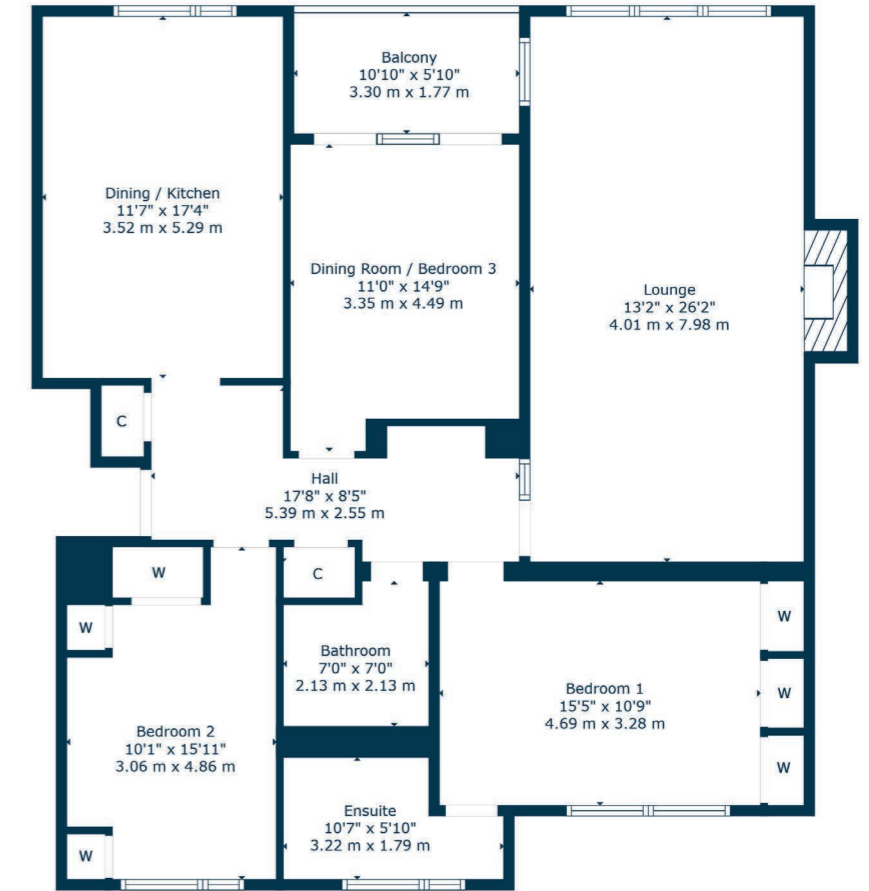 Balcony
10'10" x 5'10"
3.30 m x 1.77 m
Dining / Kitchen
11'7" x 17'4"
3.52 m x 5.29 m
Dining Room / Bedroom 3
11'0" x 14'9"
3.35 m x 4.49 m
Lounge
13'2" x 26'2"
4.01 m x 7.98 m
C
Hall
17'8" x 8'5"
5.39 m x 2.55 m
W
C
W
W
Bathroom
7'0" x 7'0"
2.13 m x 2.13 m
Bedroom 1
15'5" x 10'9"
4.69 m x 3.28 m
W
Bedroom 2
10'1" x 15'11"
3.06 m x 4.86 m
W
Ensuite
10'7" x 5'10"
3.22 m x 1.79 m
W